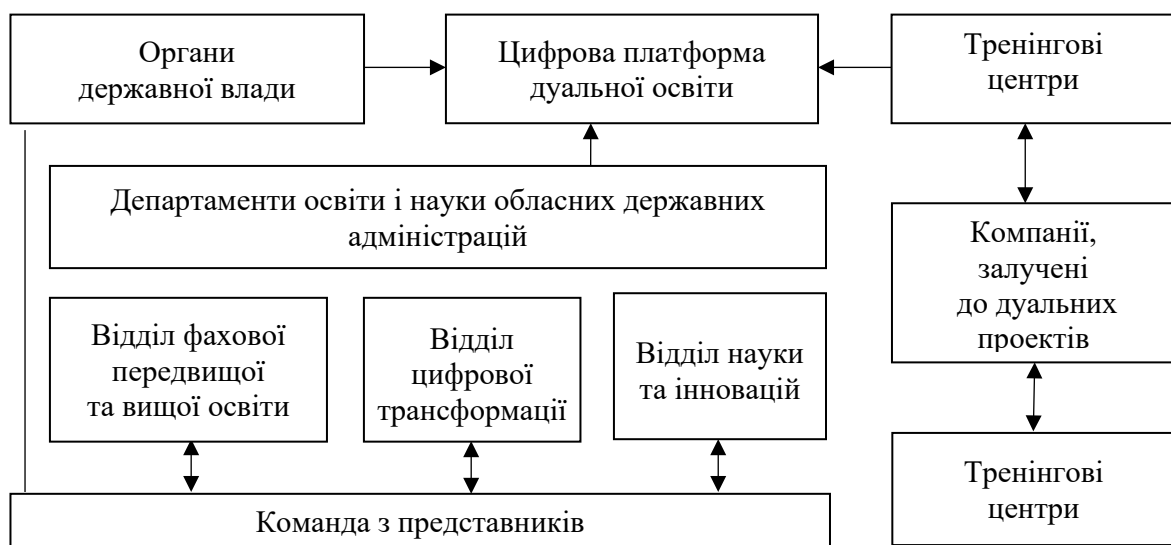 Органи
державної влади
Цифрова платформа
дуальної освіти
Тренінгові
центри
Департаменти освіти і науки обласних державних
адміністрацій
Компанії,
залучені
до дуальних
проектів
Відділ фахової
передвищої
та вищої освіти
Відділ
цифрової
трансформації
Відділ науки
та інновацій
Тренінгові
центри
Команда з представників